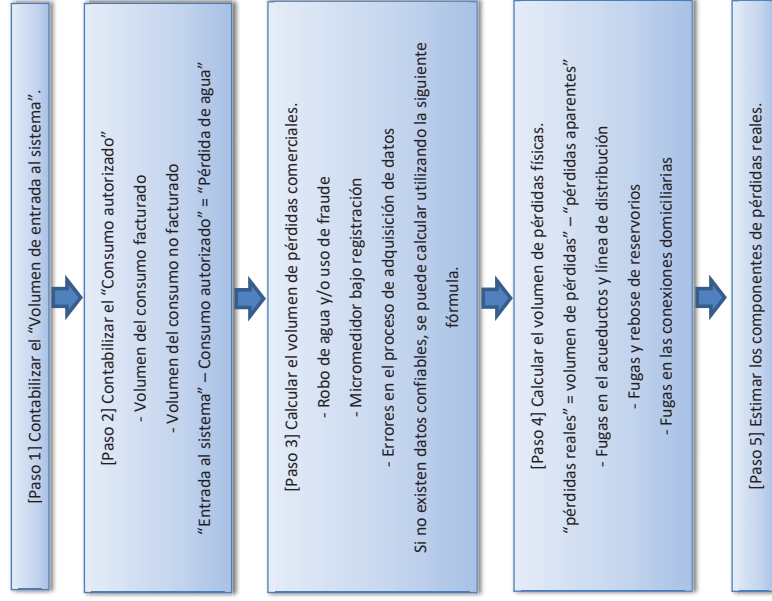 [Paso 1] Contabilizar el “Volumen de entrada al sistema”.
[Paso 2] Contabilizar el “Consumo autorizado”
- Volumen del consumo facturado
- Volumen del consumo no facturado
“Entrada al sistema” – Consumo autorizado” = “Pérdida de agua”
[Paso 3] Calcular el volumen de pérdidas comerciales.
- Robo de agua y/o uso de fraude
- Micromedidor bajo registración
- Errores en el proceso de adquisición de datos
Si no existen datos confiables, se puede calcular utilizando la siguiente
fórmula.
[Paso 4] Calcular el volumen de pérdidas físicas.
“pérdidas reales” = volumen de pérdidas” – “pérdidas aparentes”
- Fugas en el acueductos y línea de distribución
- Fugas y rebose de reservorios
- Fugas en las conexiones domiciliarias
[Paso 5] Estimar los componentes de pérdidas reales.